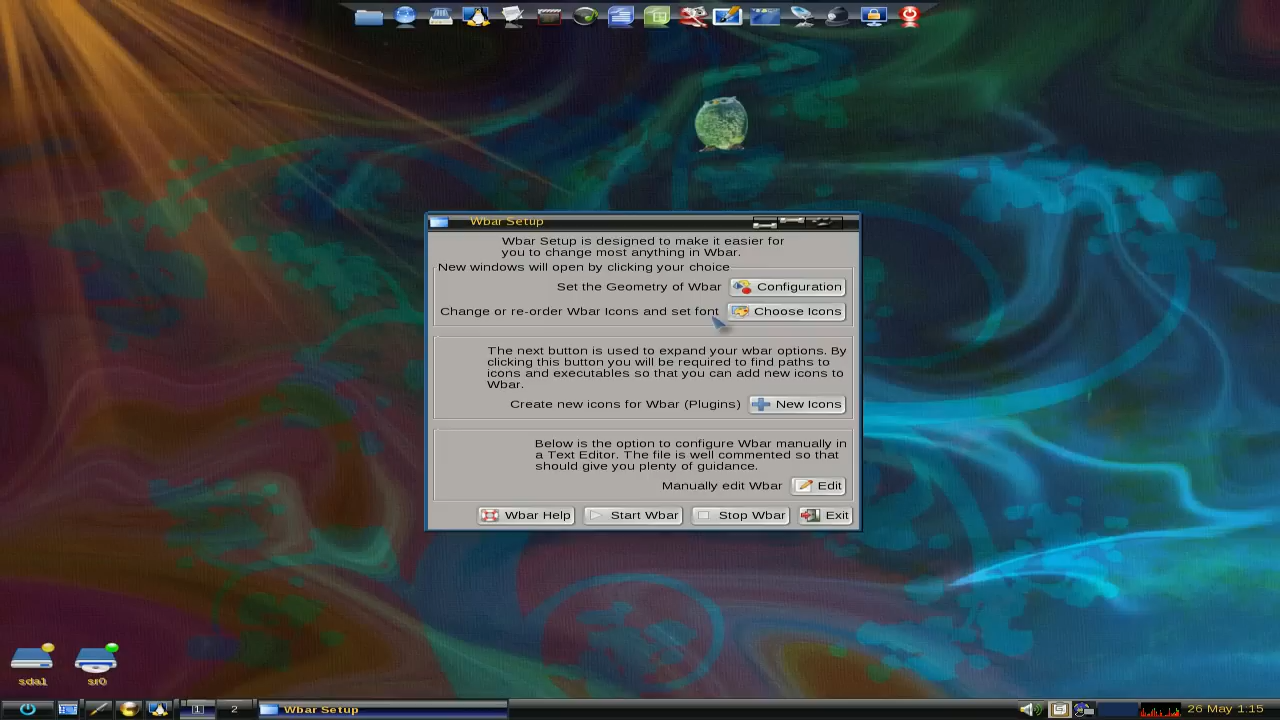 Wbar Setup
Wbar Setup is designed to make it easier for
you to change most anything in Wbar.
New windows will open by clicking your choice
Set the Geometry of Wbar
Configuration
Change or re-order Wbar Icons and set font
Choose Icons
The next button is used to expand your wbar options. By
clicking this button you will be required to find paths to
icons and executables so that you can add new icons to
Wbar.
Create new icons for Wbar (Plugins)
New Icons
Below is the option to configure Wbar manually in
a Text Editor. The file is well commented so that
should give you plenty of guidance.
Manually edit Wbar
Edit
Wbar Help
Start Wbar
Stop Wbar
Exit
sda1
sr0
1
2
Wbar Setup
26 May 1:15